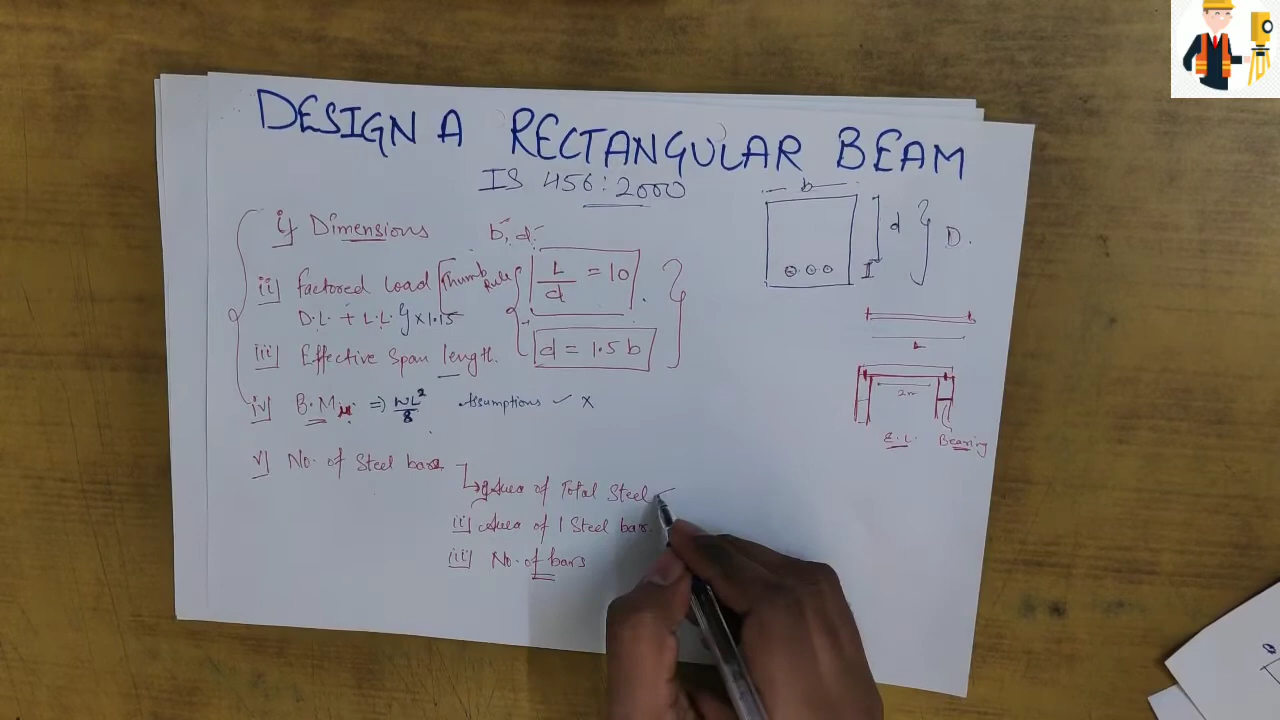 DESIGN A RECTANGULAR BEAM
IS 456:2000
i) Dimensions b, d.
ii) Factored Load Thumb Rule L/d = 10
D.L. + L.L. } x 1.15
iii) Effective Span length. d = 1.5 b
iv) B.M ⇒ WL²/8 Assumptions ✓ x
v) No. of Steel bars
i) Area of Total Steel
ii) Area of 1 Steel bar.
iii) No. of bars
b
d
D.
L
2m
E.L. Bearing